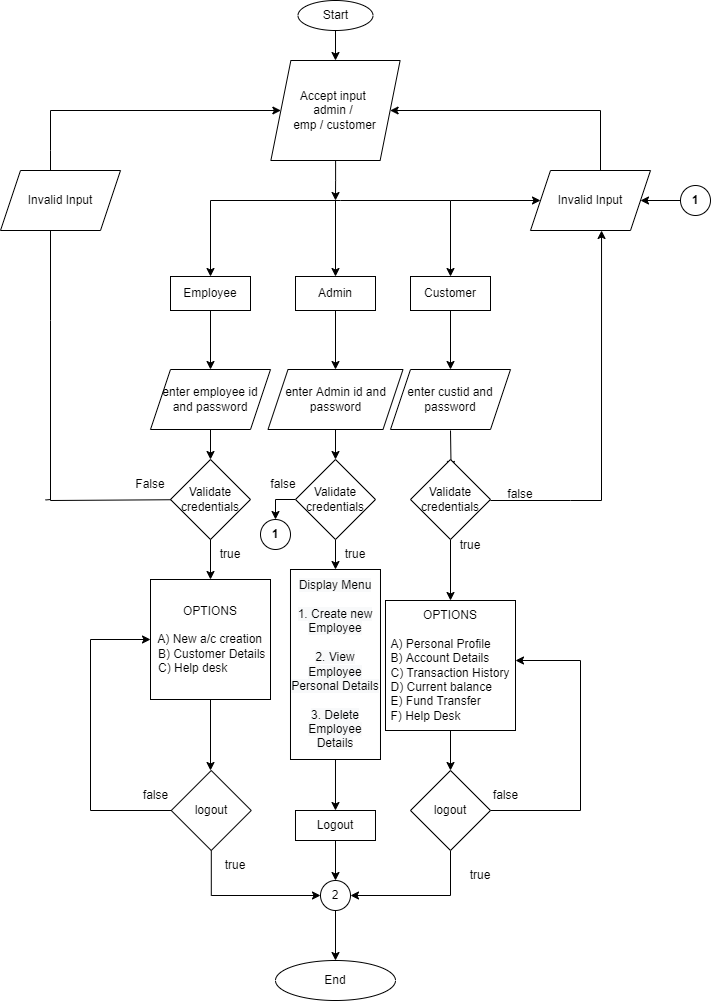 Start
Accept input
admin /
emp / customer
Invalid Input
Invalid Input
1
Employee
Admin
Customer
enter employee id
and password
enter Admin id and
password
enter custid and
password
False
Validate
credentials
false
Validate
credentials
Validate
credentials
false
1
true
true
true
OPTIONS
A) New a/c creation
B) Customer Details
C) Help desk
Display Menu
1. Create new
Employee
2. View
Employee
Personal Details
3. Delete
Employee
Details
OPTIONS
A) Personal Profile
B) Account Details
C) Transaction History
D) Current balance
E) Fund Transfer
F) Help Desk
false
logout
Logout
logout
false
true
true
2
End